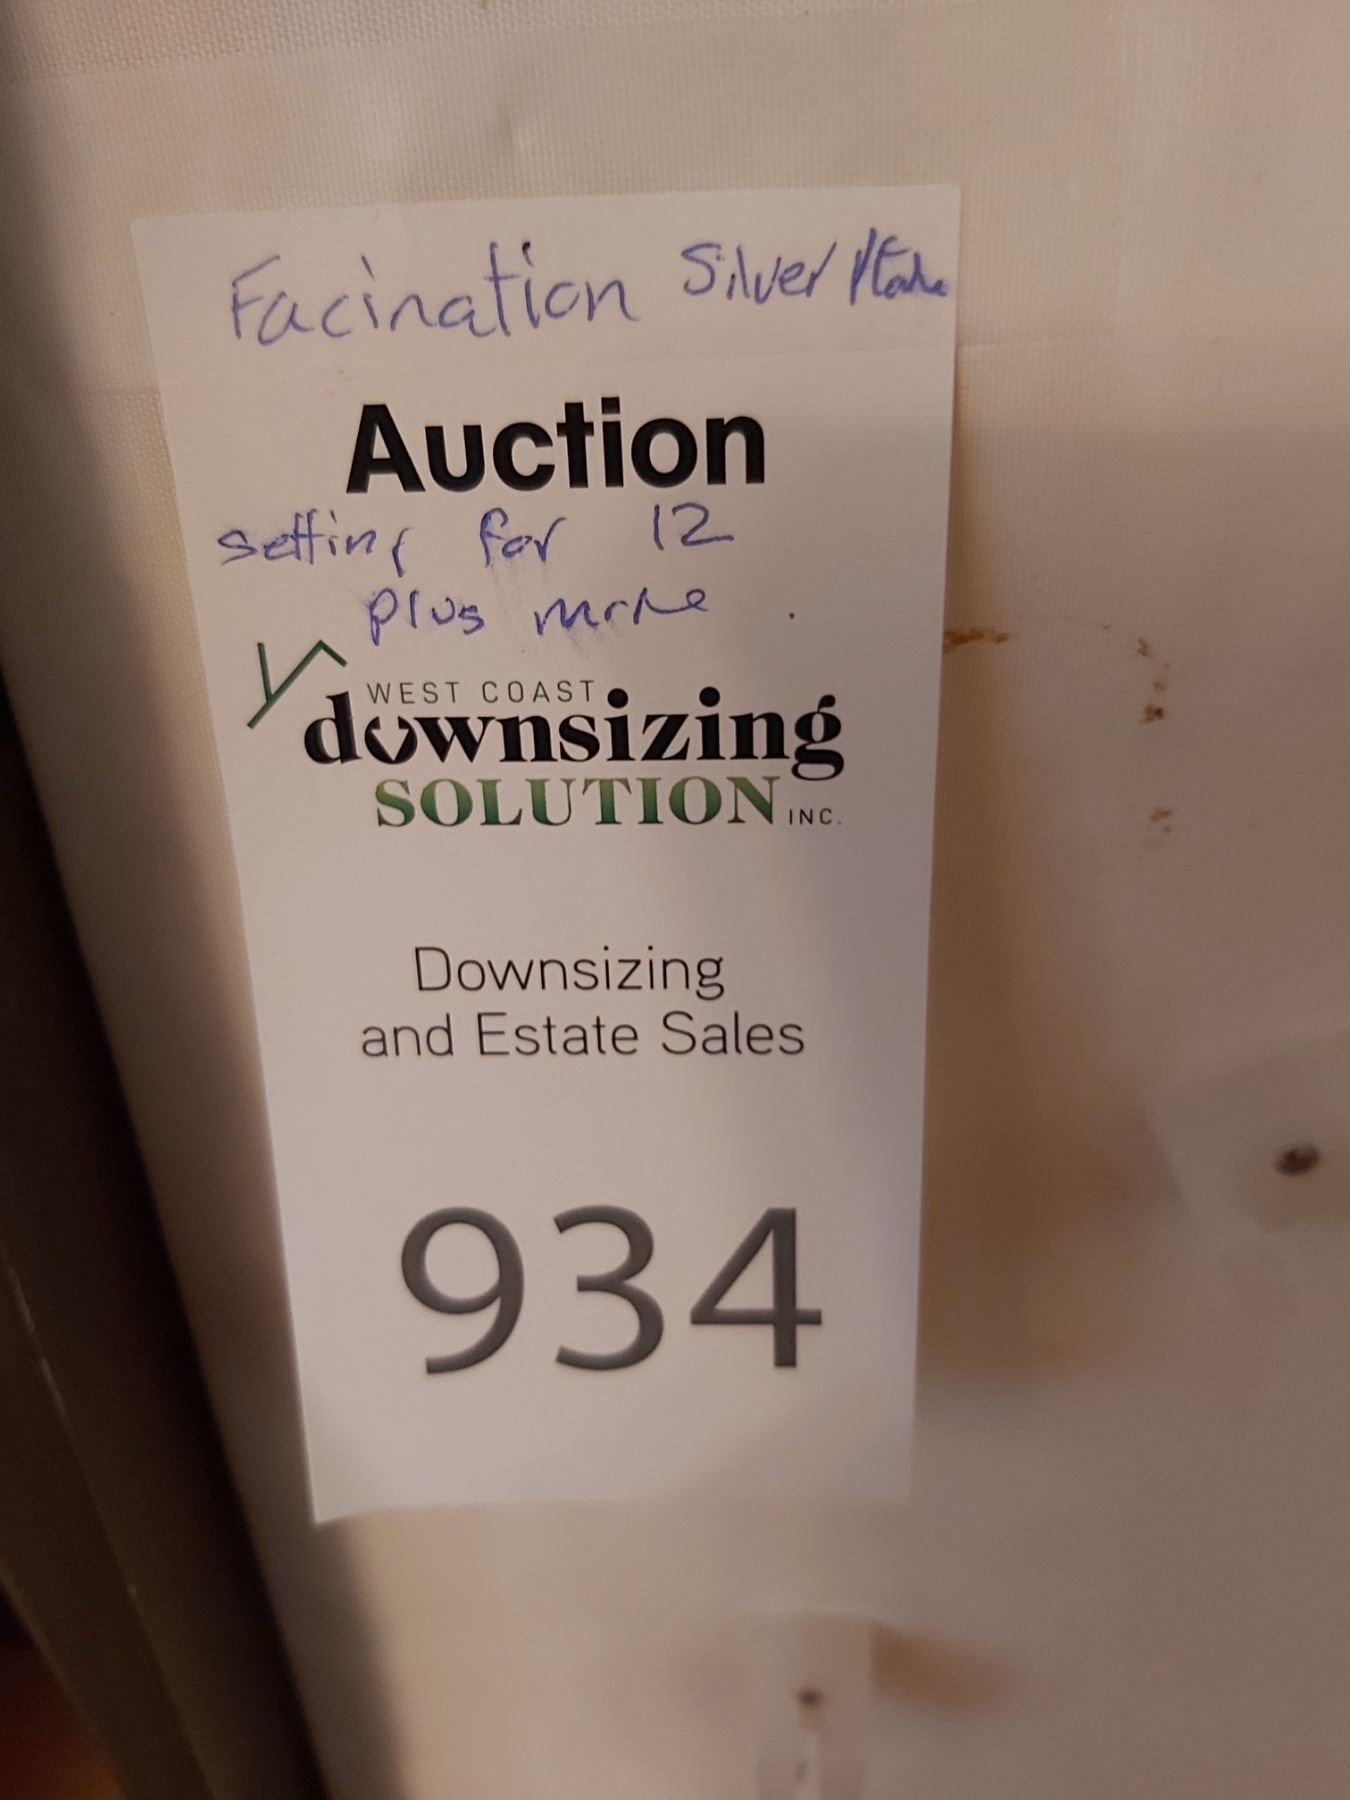 Facination Silver Plate
Auction
setting for 12
plus more
WEST COAST
downsizing
SOLUTION INC.
Downsizing
and Estate Sales
934